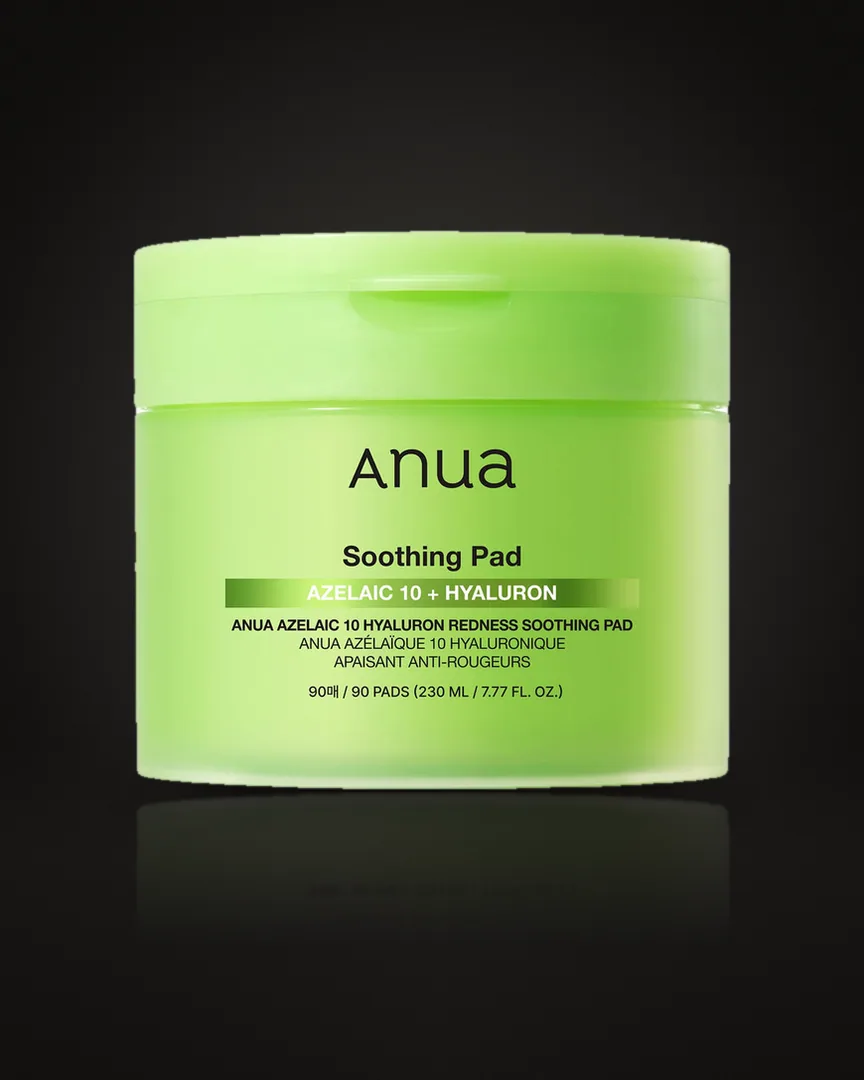 Anua
Soothing Pad
AZELAIC 10 + HYALURON
ANUA AZELAIC 10 HYALURON REDNESS SOOTHING PAD
ANUA AZÉLAÏQUE 10 HYALURONIQUE
APAISANT ANTI-ROUGEURS
90매 / 90 PADS (230 ML / 7.77 FL. OZ.)